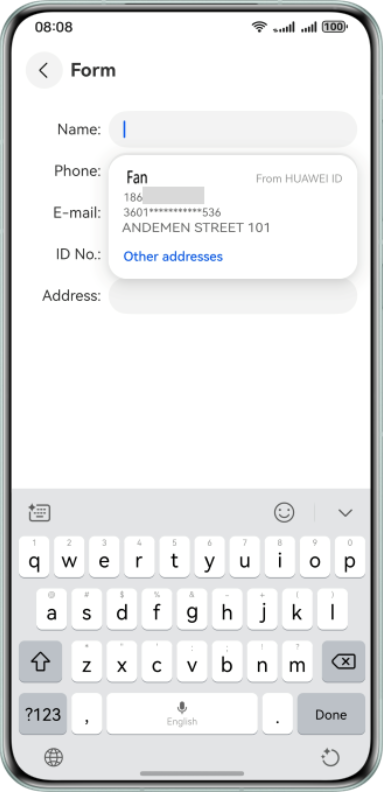 08:08 100
Form
Name:
Phone:
E-mail:
ID No.:
Address:
Fan From HUAWEI ID
186
3601***********536
ANDEMEN STREET 101
Other addresses
1 2 3 4 5 6 7 8 9 0
q w e r t y u i o p
@ # $ % & - + ( )
a s d f g h j k l
* " ' : ; ! ?
z x c v b n m
?123 , English . Done